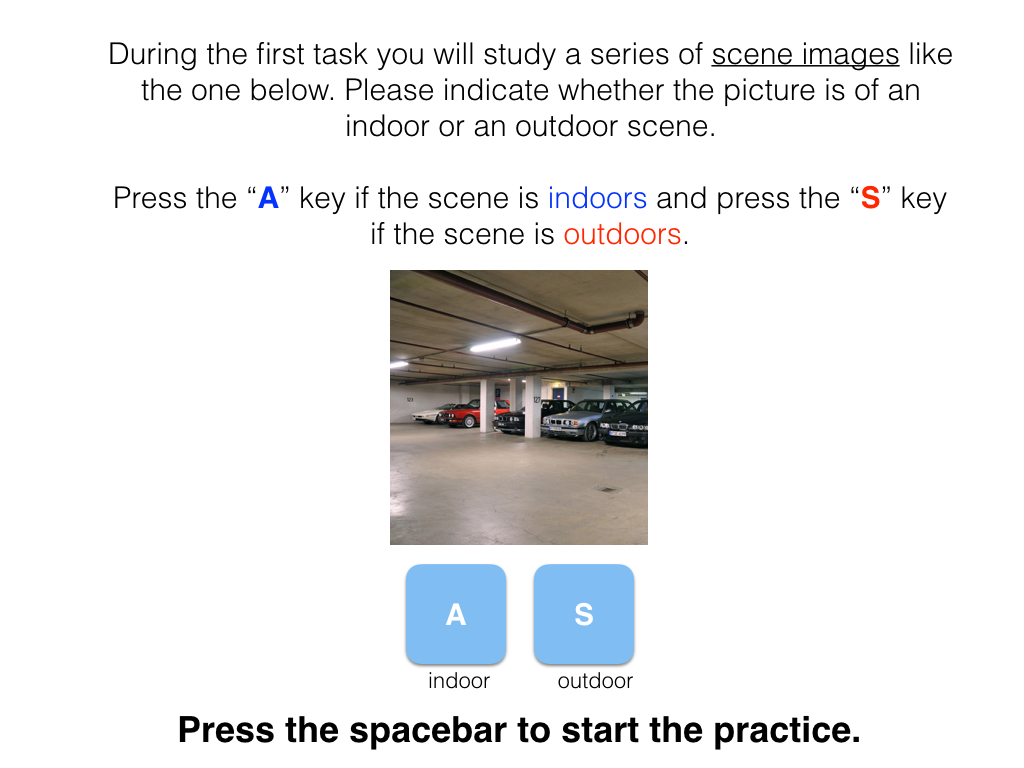 During the first task you will study a series of scene images like
the one below. Please indicate whether the picture is of an
indoor or an outdoor scene.
Press the “A” key if the scene is indoors and press the “S” key
if the scene is outdoors.
A S
indoor outdoor
Press the spacebar to start the practice.